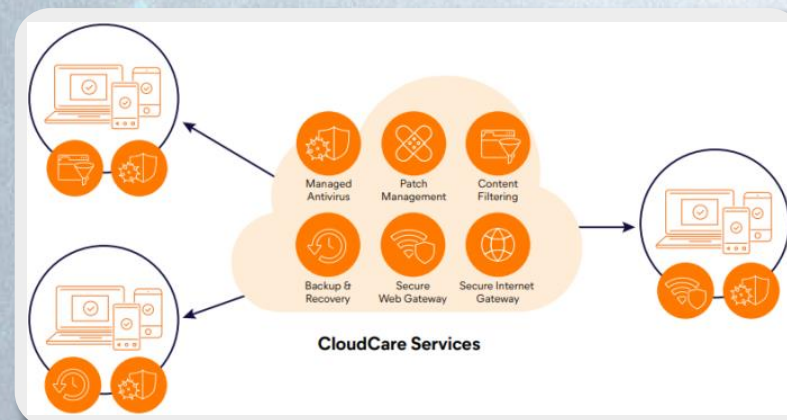 Managed
Antivirus
Patch
Management
Content
Filtering
Backup &
Recovery
Secure
Web Gateway
Secure Internet
Gateway
CloudCare Services